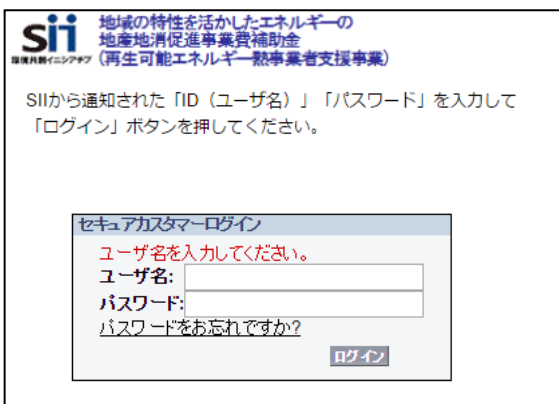 sii 地域の特性を活かしたエネルギーの
地産地消促進事業費補助金
環境共創イニシアチブ (再生可能エネルギー熱事業者支援事業)
SIIから通知された「ID（ユーザ名）」「パスワード」を入力して
「ログイン」ボタンを押してください。
セキュアカスタマーログイン
ユーザ名を入力してください。
ユーザ名:
パスワード:
パスワードをお忘れですか?
ログイン